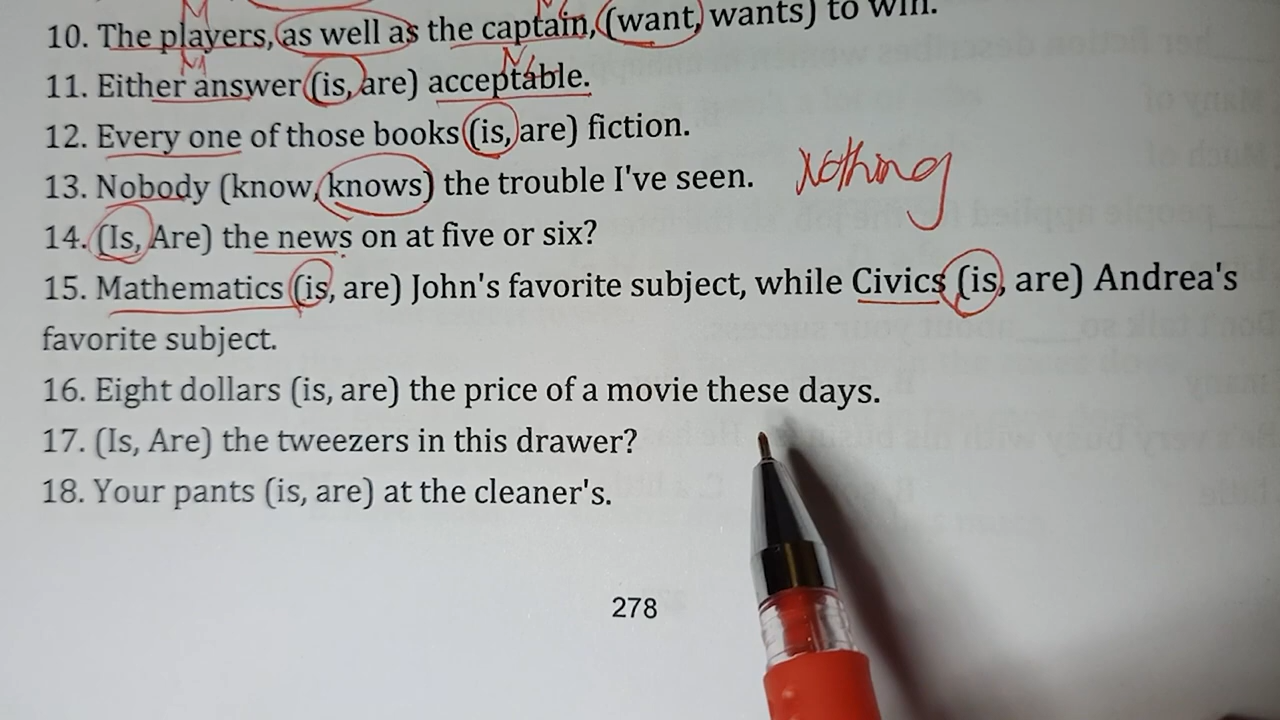 10. The players, as well as the captain, (want, wants) to win.
11. Either answer (is, are) acceptable.
12. Every one of those books (is, are) fiction.
13. Nobody (know, knows) the trouble I've seen. Nothing
14. (Is, Are) the news on at five or six?
15. Mathematics (is, are) John's favorite subject, while Civics (is, are) Andrea's
favorite subject.
16. Eight dollars (is, are) the price of a movie these days.
17. (Is, Are) the tweezers in this drawer?
18. Your pants (is, are) at the cleaner's.
278